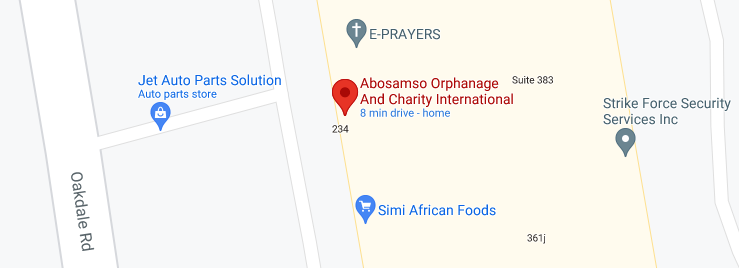 E-PRAYERS
Jet Auto Parts Solution
Auto parts store
Abosamso Orphanage
And Charity International
8 min drive - home
Suite 383
234
Strike Force Security
Services Inc
Oakdale Rd
Simi African Foods
361j